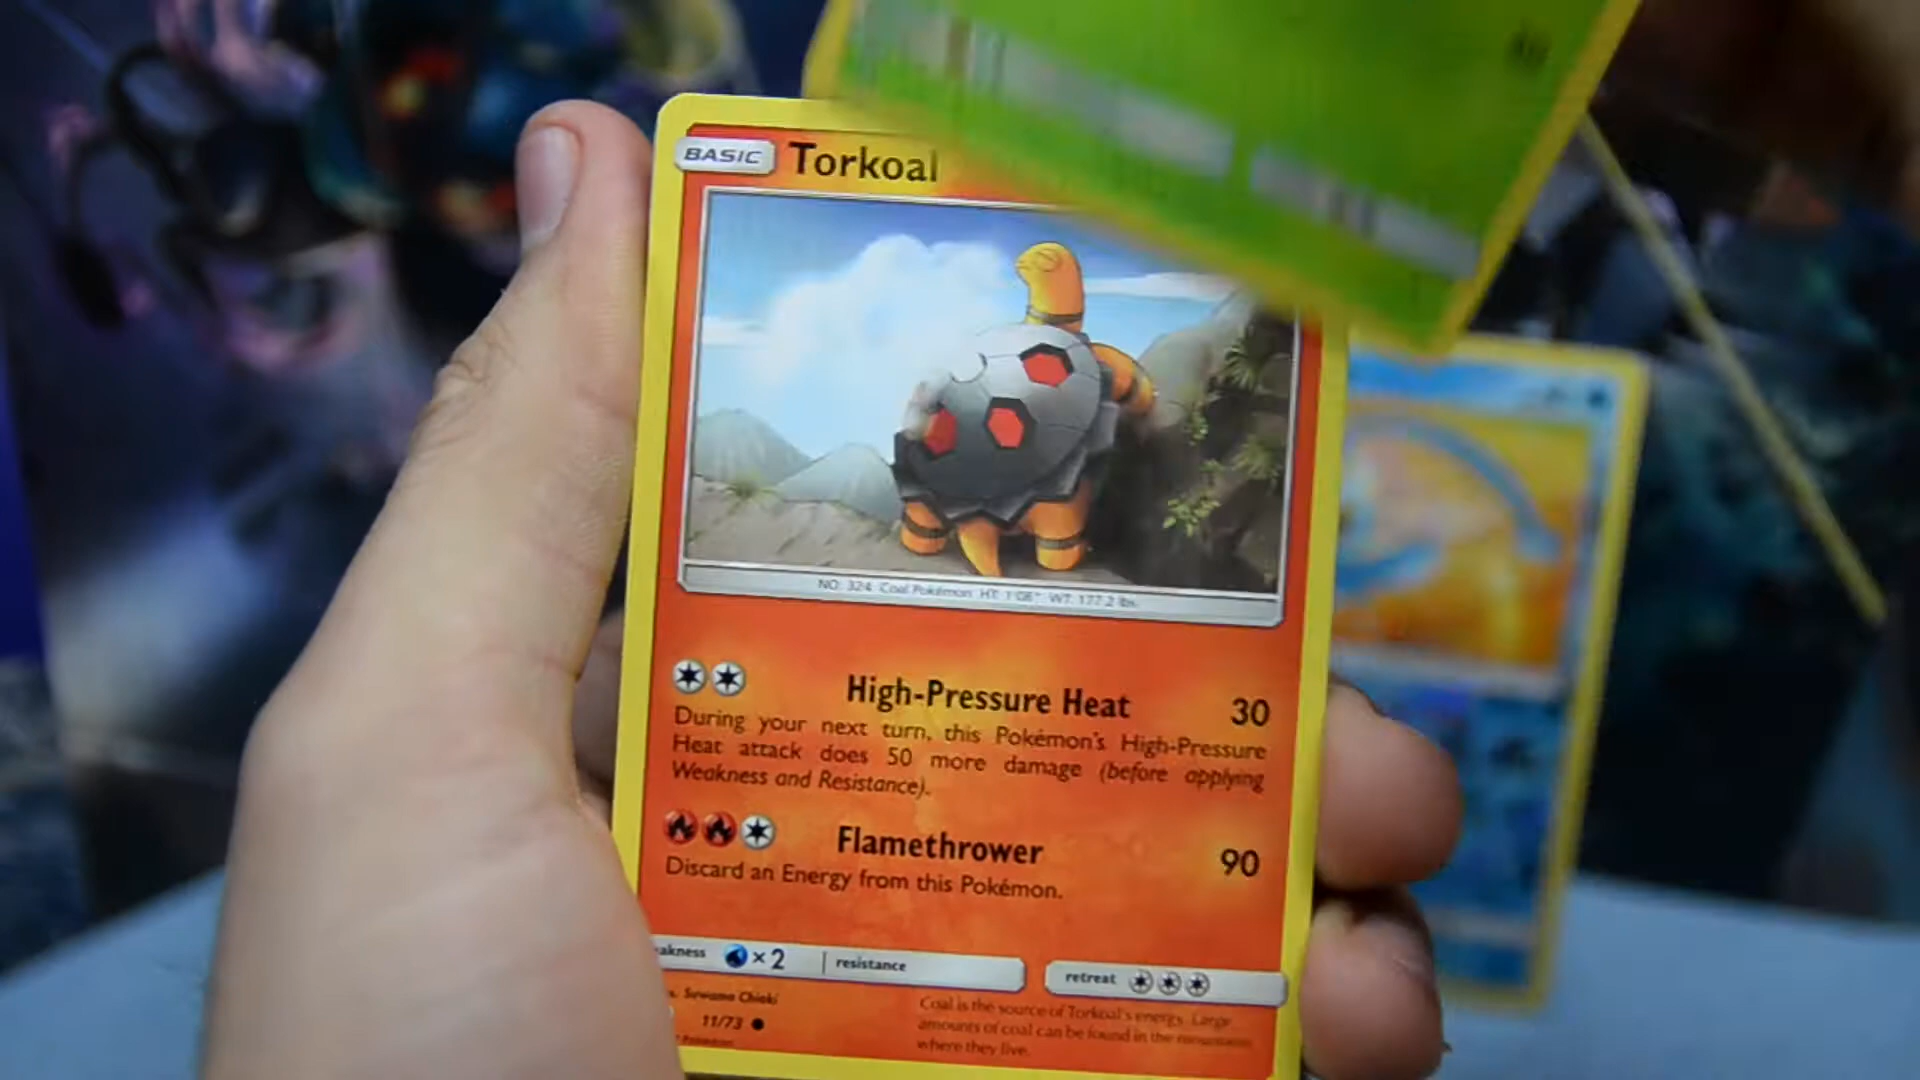 BASIC Torkoal
NO. 324 Coal Pokémon HT: 1'08" WT: 177.2 lbs.
High-Pressure Heat 30
During your next turn, this Pokémon's High-Pressure
Heat attack does 50 more damage (before applying
Weakness and Resistance).
Flamethrower 90
Discard an Energy from this Pokémon.
akness ×2 resistance retreat
s. Suwama Chiaki
11/73
Coal is the source of Torkoal's energy. Large
amounts of coal can be found in the mountains
where they live.